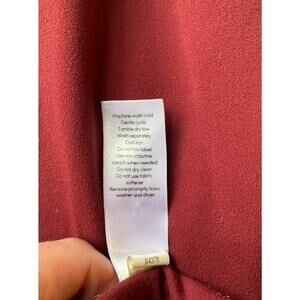 Machine wash cold
Gentle cycle
Tumble dry low
Wash separately
Cool iron
Do not iron label
Use non-chlorine
bleach when needed
Do not dry clean
Do not use fabric
softener
Remove promptly from
washer and dryer
84378